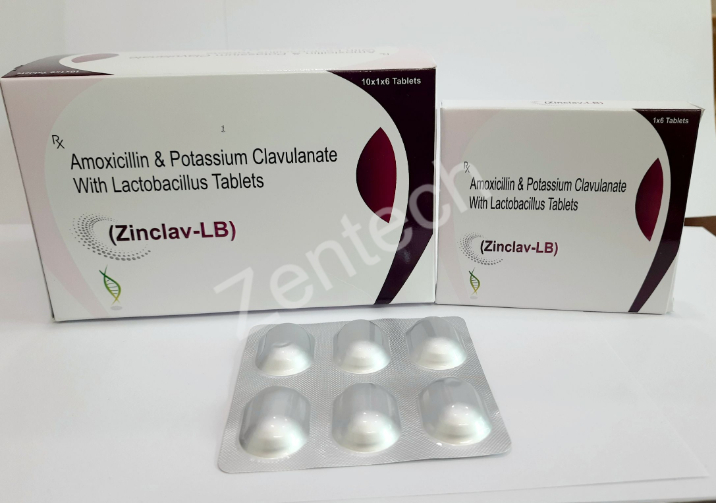 10x1x6 Tablets
Rx
1
Amoxicillin & Potassium Clavulanate
With Lactobacillus Tablets
(Zinclav-LB)
1x6 Tablets
Rx
Amoxicillin & Potassium Clavulanate
With Lactobacillus Tablets
(Zinclav-LB)
Zentech